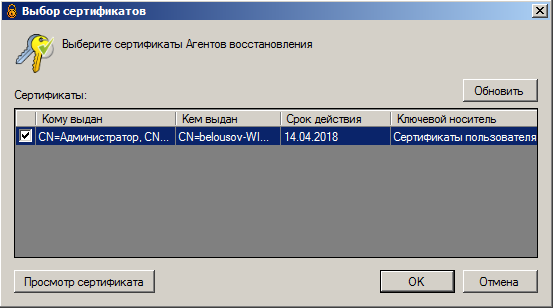 Выбор сертификатов
Выберите сертификаты Агентов восстановления
Обновить
Сертификаты:
Кому выдан Кем выдан Срок действия Ключевой носитель
CN=Администратор, CN... CN=belousov-WI... 14.04.2018 Сертификаты пользователя
Просмотр сертификата OK Отмена